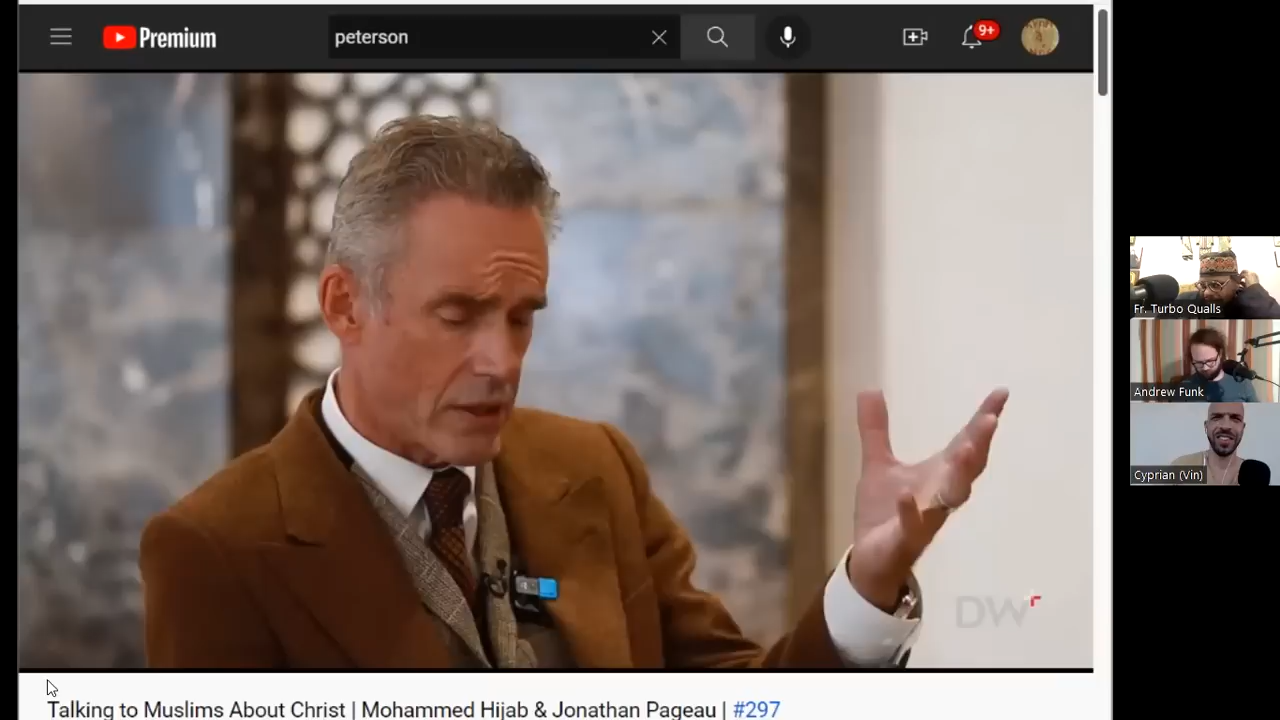 Premium
peterson
9+
Fr. Turbo Qualls
Andrew Funk
Cyprian (Vin)
DW
Talking to Muslims About Christ | Mohammed Hijab & Jonathan Pageau | #297